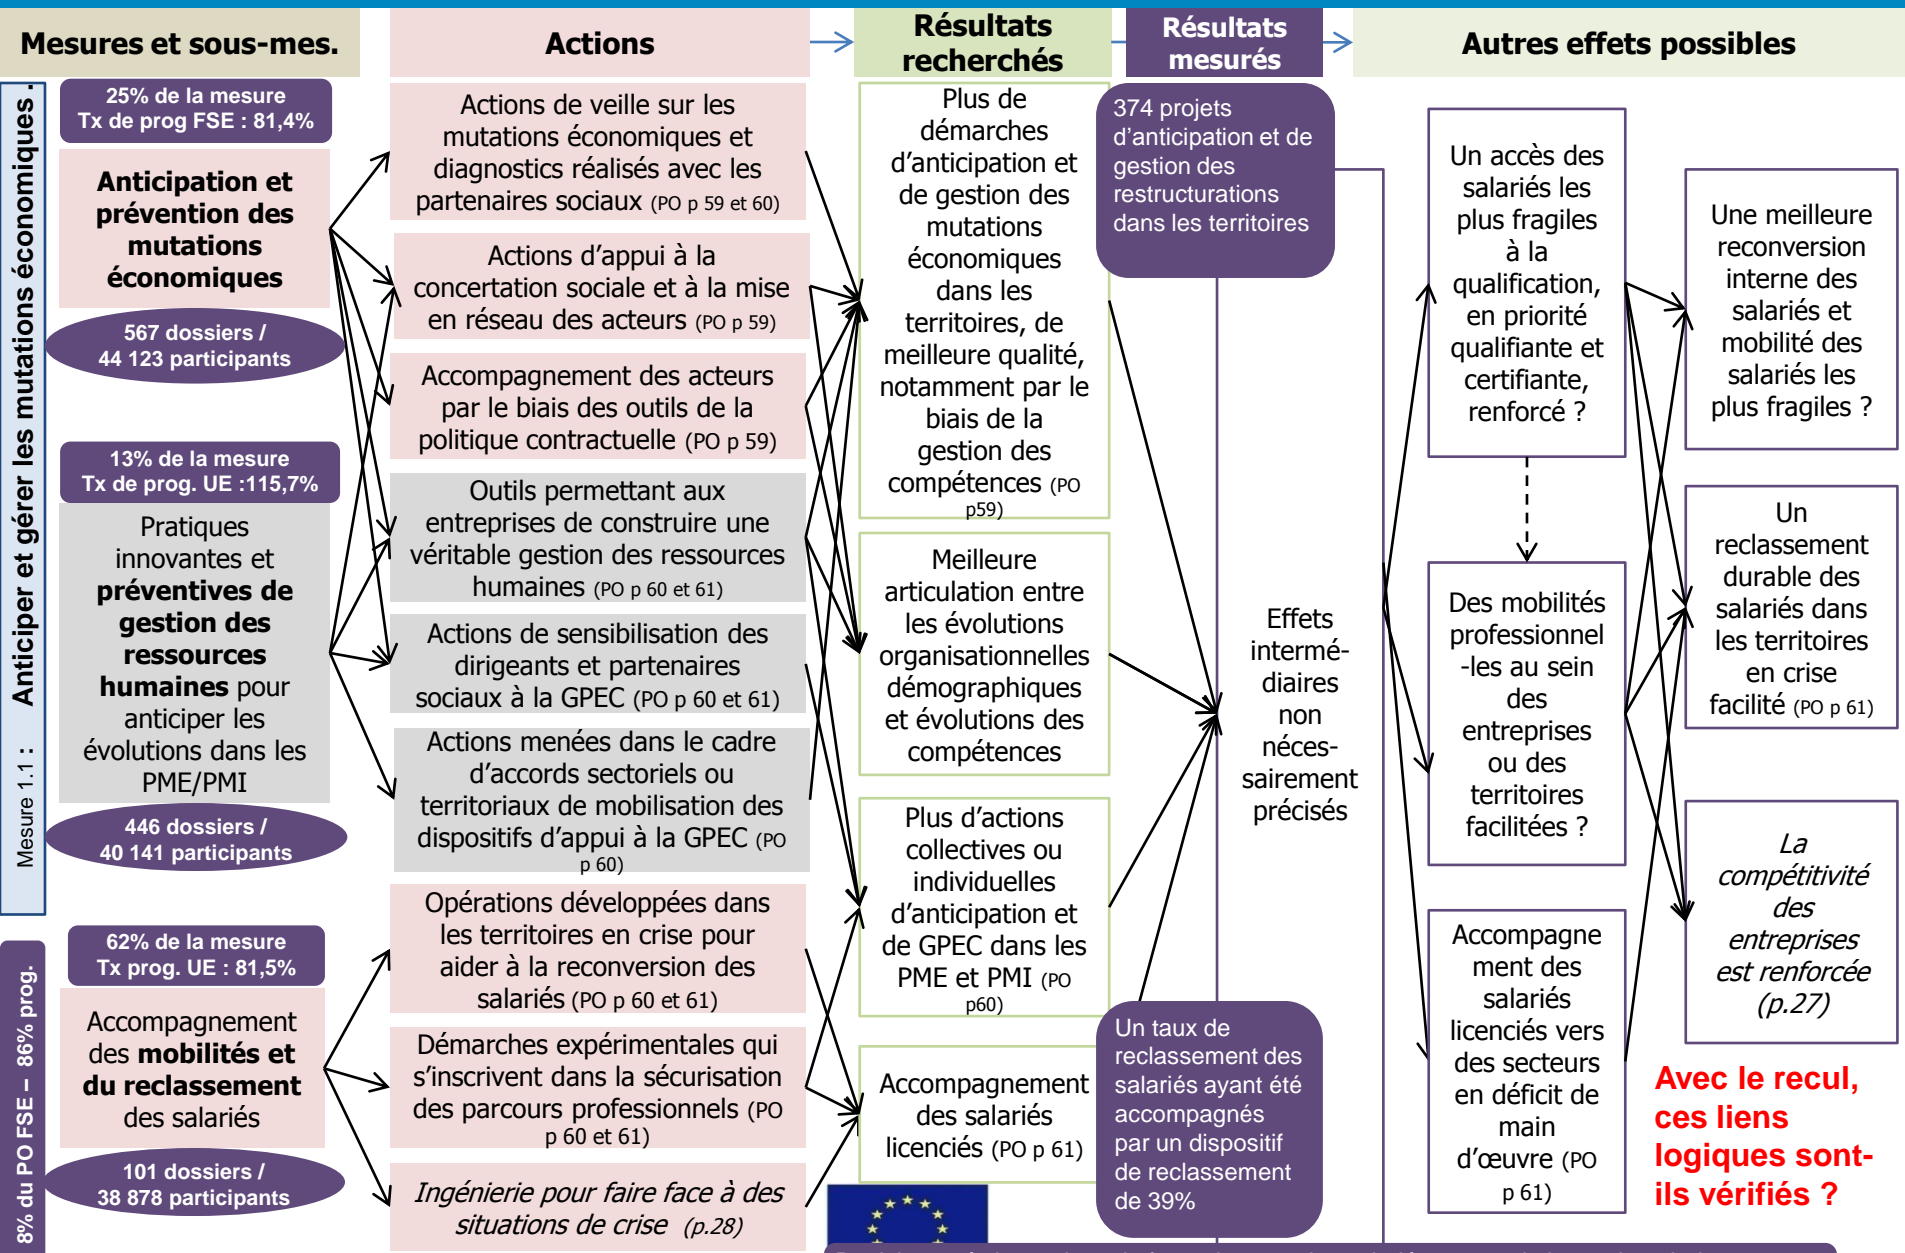 Mesures et sous-mes.
Actions
Résultats
recherchés
Résultats
mesurés
Autres effets possibles
Mesure 1.1 : Anticiper et gérer les mutations économiques.
8% du PO FSE – 86% prog.
25% de la mesure
Tx de prog FSE : 81,4%
Anticipation et
prévention des
mutations
économiques
567 dossiers /
44 123 participants
13% de la mesure
Tx de prog. UE :115,7%
Pratiques
innovantes et
préventives de
gestion des
ressources
humaines pour
anticiper les
évolutions dans les
PME/PMI
446 dossiers /
40 141 participants
62% de la mesure
Tx prog. UE : 81,5%
Accompagnement
des mobilités et
du reclassement
des salariés
101 dossiers /
38 878 participants
Actions de veille sur les
mutations économiques et
diagnostics réalisés avec les
partenaires sociaux (PO p 59 et 60)
Actions d’appui à la
concertation sociale et à la mise
en réseau des acteurs (PO p 59)
Accompagnement des acteurs
par le biais des outils de la
politique contractuelle (PO p 59)
Outils permettant aux
entreprises de construire une
véritable gestion des ressources
humaines (PO p 60 et 61)
Actions de sensibilisation des
dirigeants et partenaires
sociaux à la GPEC (PO p 60 et 61)
Actions menées dans le cadre
d’accords sectoriels ou
territoriaux de mobilisation des
dispositifs d’appui à la GPEC (PO
p 60)
Opérations développées dans
les territoires en crise pour
aider à la reconversion des
salariés (PO p 60 et 61)
Démarches expérimentales qui
s’inscrivent dans la sécurisation
des parcours professionnels (PO
p 60 et 61)
Ingénierie pour faire face à des
situations de crise (p.28)
Plus de
démarches
d’anticipation et
de gestion des
mutations
économiques
dans les
territoires, de
meilleure qualité,
notamment par le
biais de la
gestion des
compétences (PO
p59)
Meilleure
articulation entre
les évolutions
organisationnelles
démographiques
et évolutions des
compétences
Plus d’actions
collectives ou
individuelles
d’anticipation et
de GPEC dans les
PME et PMI (PO
p60)
Accompagnement
des salariés
licenciés (PO p 61)
374 projets
d’anticipation et de
gestion des
restructurations
dans les territoires
Un taux de
reclassement des
salariés ayant été
accompagnés
par un dispositif
de reclassement
de 39%
Effets
intermé-
diaires
non
néces-
sairement
précisés
Un accès des
salariés les
plus fragiles
à la
qualification,
en priorité
qualifiante et
certifiante,
renforcé ?
Des mobilités
professionnel
-les au sein
des
entreprises
ou des
territoires
facilitées ?
Accompagne
ment des
salariés
licenciés vers
des secteurs
en déficit de
main
d’œuvre (PO
p 61)
Une meilleure
reconversion
interne des
salariés et
mobilité des
salariés les
plus fragiles ?
Un
reclassement
durable des
salariés dans
les territoires
en crise
facilité (PO p 61)
La
compétitivité
des
entreprises
est renforcée
(p.27)
Avec le recul,
ces liens
logiques sont-
ils vérifiés ?